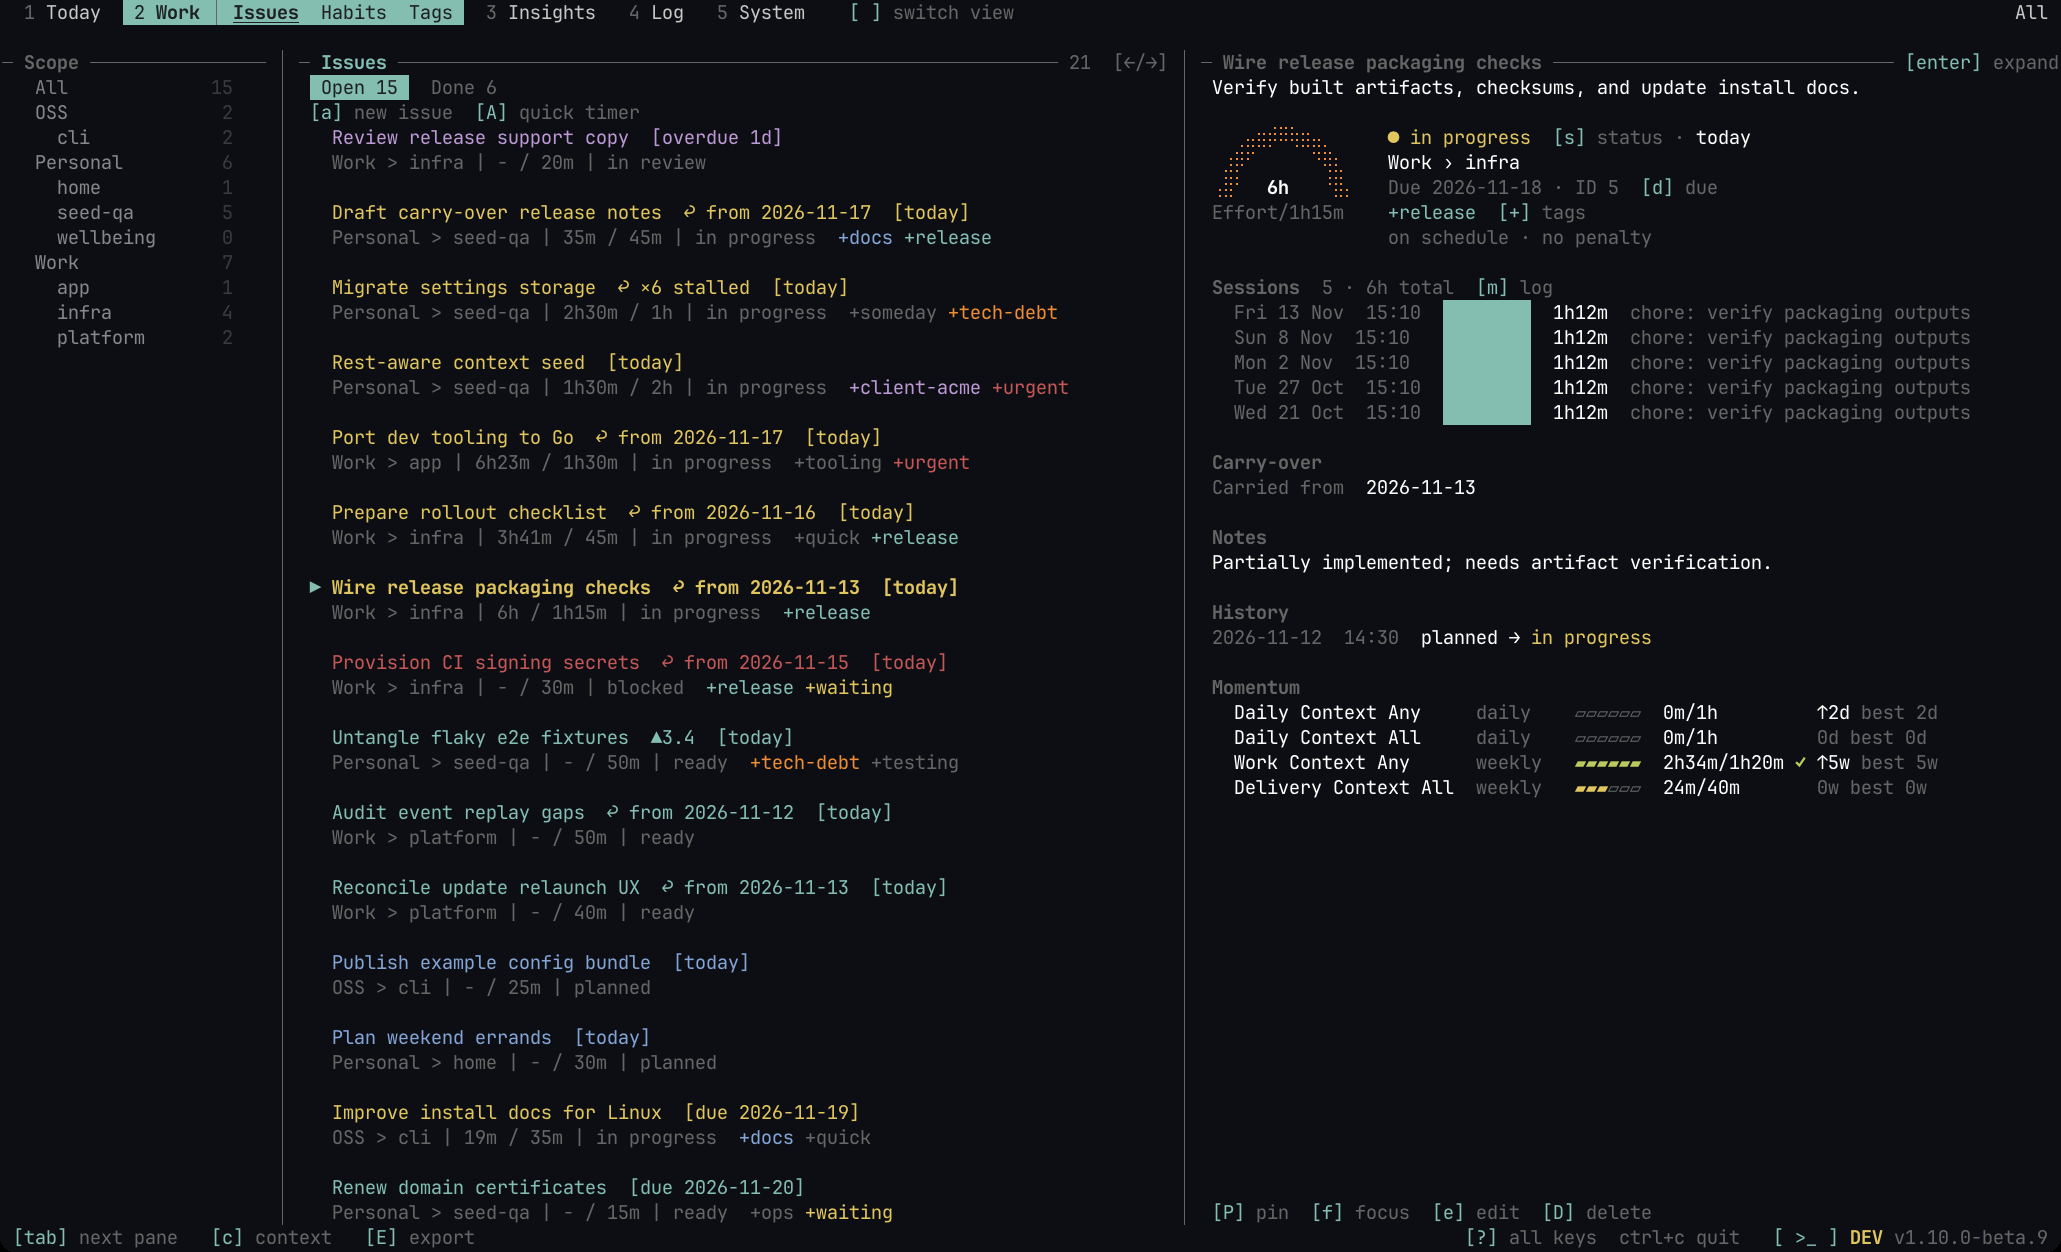 1 Today  2 Work  Issues  Habits  Tags  3 Insights  4 Log  5 System  [ ] switch view  All
Scope
All 15
OSS 2
cli 2
Personal 6
home 1
seed-qa 5
wellbeing 0
Work 7
app 1
infra 4
platform 2
Issues 21 [←/→]
Open 15  Done 6
[a] new issue  [A] quick timer
Review release support copy  [overdue 1d]
Work > infra | - / 20m | in review
Draft carry-over release notes  ⤶ from 2026-11-17  [today]
Personal > seed-qa | 35m / 45m | in progress  +docs +release
Migrate settings storage  ⤶ ×6 stalled  [today]
Personal > seed-qa | 2h30m / 1h | in progress  +someday +tech-debt
Rest-aware context seed  [today]
Personal > seed-qa | 1h30m / 2h | in progress  +client-acme +urgent
Port dev tooling to Go  ⤶ from 2026-11-17  [today]
Work > app | 6h23m / 1h30m | in progress  +tooling +urgent
Prepare rollout checklist  ⤶ from 2026-11-16  [today]
Work > infra | 3h41m / 45m | in progress  +quick +release
▶ Wire release packaging checks  ⤶ from 2026-11-13  [today]
Work > infra | 6h / 1h15m | in progress  +release
Provision CI signing secrets  ⤶ from 2026-11-15  [today]
Work > infra | - / 30m | blocked  +release +waiting
Untangle flaky e2e fixtures  ▲3.4  [today]
Personal > seed-qa | - / 50m | ready  +tech-debt +testing
Audit event replay gaps  ⤶ from 2026-11-12  [today]
Work > platform | - / 50m | ready
Reconcile update relaunch UX  ⤶ from 2026-11-13  [today]
Work > platform | - / 40m | ready
Publish example config bundle  [today]
OSS > cli | - / 25m | planned
Plan weekend errands  [today]
Personal > home | - / 30m | planned
Improve install docs for Linux  [due 2026-11-19]
OSS > cli | 19m / 35m | in progress  +docs +quick
Renew domain certificates  [due 2026-11-20]
Personal > seed-qa | - / 15m | ready  +ops +waiting
Wire release packaging checks [enter] expand
Verify built artifacts, checksums, and update install docs.
● in progress  [s] status · today
Work › infra
6h  Due 2026-11-18 · ID 5  [d] due
Effort/1h15m  +release  [+] tags
on schedule · no penalty
Sessions  5 · 6h total  [m] log
Fri 13 Nov  15:10  1h12m  chore: verify packaging outputs
Sun 8 Nov  15:10  1h12m  chore: verify packaging outputs
Mon 2 Nov  15:10  1h12m  chore: verify packaging outputs
Tue 27 Oct  15:10  1h12m  chore: verify packaging outputs
Wed 21 Oct  15:10  1h12m  chore: verify packaging outputs
Carry-over
Carried from  2026-11-13
Notes
Partially implemented; needs artifact verification.
History
2026-11-12  14:30  planned → in progress
Momentum
Daily Context Any  daily  ▱▱▱▱▱▱  0m/1h  ↑2d best 2d
Daily Context All  daily  ▱▱▱▱▱▱  0m/1h  0d best 0d
Work Context Any  weekly  ▰▰▰▰▰▰  2h34m/1h20m ✓ ↑5w best 5w
Delivery Context All  weekly  ▰▰▰▱▱▱  24m/40m  0w best 0w
[P] pin  [f] focus  [e] edit  [D] delete
[tab] next pane  [c] context  [E] export  [?] all keys  ctrl+c quit  [ >_ ] DEV v1.10.0-beta.9